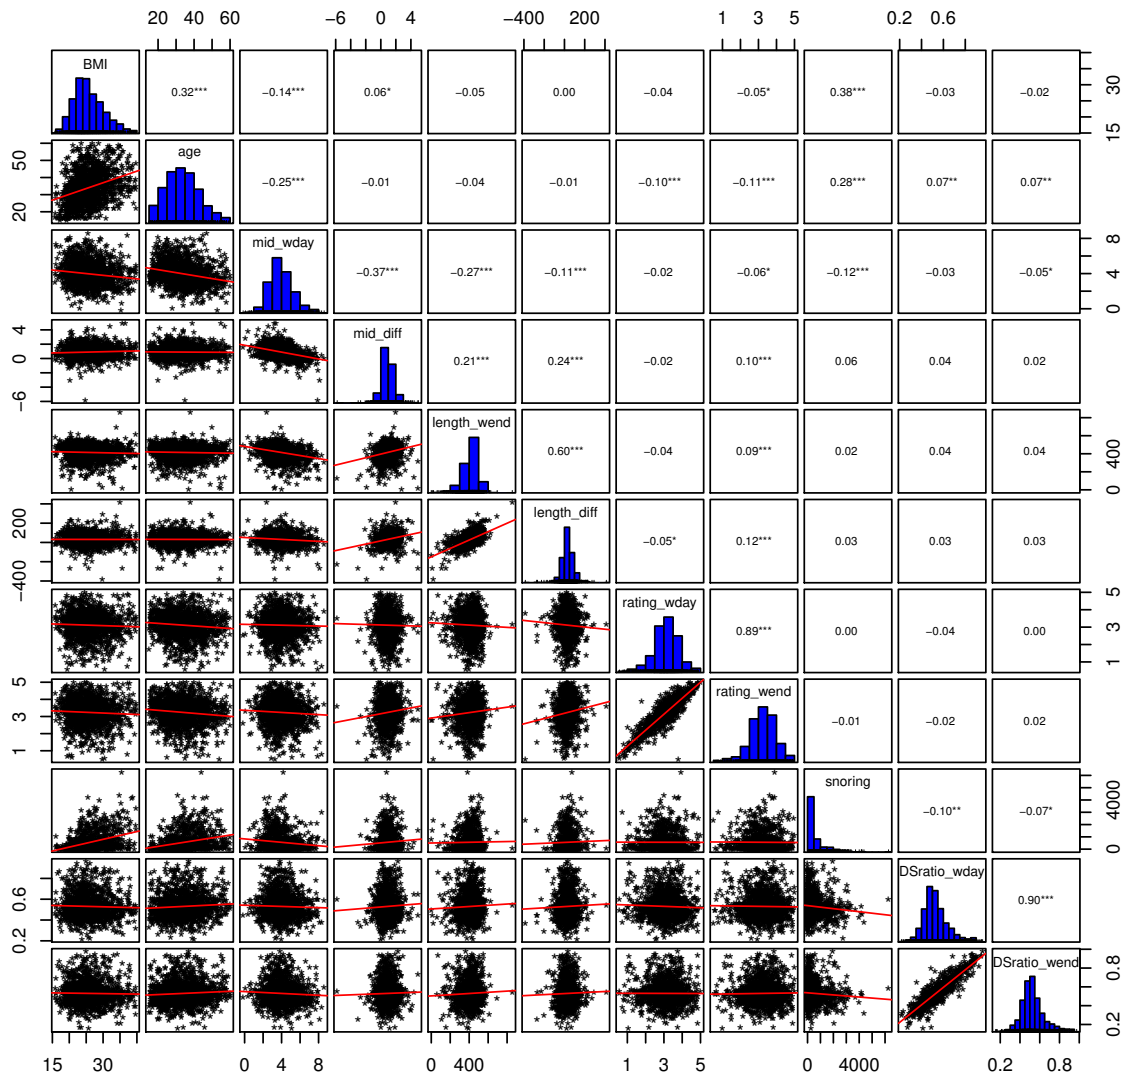 20 40 60 −6 0 4 −400 200 1 3 5 0.2 0.6
BMI 0.32*** −0.14*** 0.06* −0.05 0.00 −0.04 −0.05* 0.38*** −0.03 −0.02 15 30
20 50 age −0.25*** −0.01 −0.04 −0.01 −0.10*** −0.11*** 0.28*** 0.07** 0.07**
mid_wday −0.37*** −0.27*** −0.11*** −0.02 −0.06* −0.12*** −0.03 −0.05* 0 4 8
−6 0 4 mid_diff 0.21*** 0.24*** −0.02 0.10*** 0.06 0.04 0.02
length_wend 0.60*** −0.04 0.09*** 0.02 0.04 0.04 0 400
−400 200 length_diff −0.05* 0.12*** 0.03 0.03 0.03
rating_wday 0.89*** 0.00 −0.04 0.00 1 3 5
1 3 5 rating_wend −0.01 −0.02 0.02
snoring −0.10** −0.07* 0 4000
0.2 0.6 DSratio_wday 0.90***
DSratio_wend 0.2 0.8
15 30 0 4 8 0 400 1 3 5 0 4000 0.2 0.8